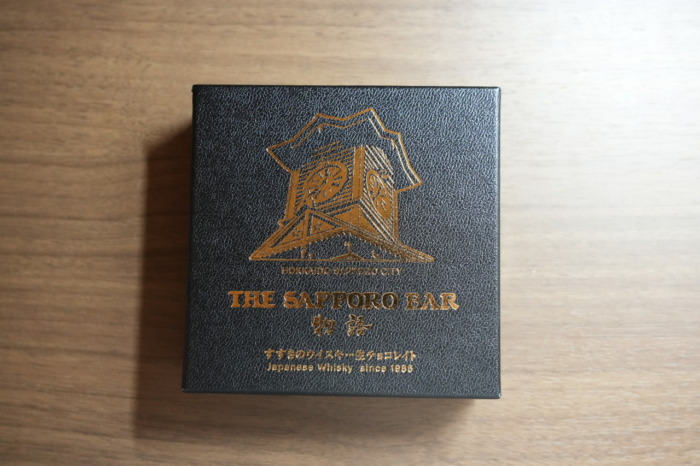 HOKKAIDO SAPPORO CITY
THE SAPPORO BAR
物語
すすきのウイスキー生チョコレイト
Japanese Whisky since 1986